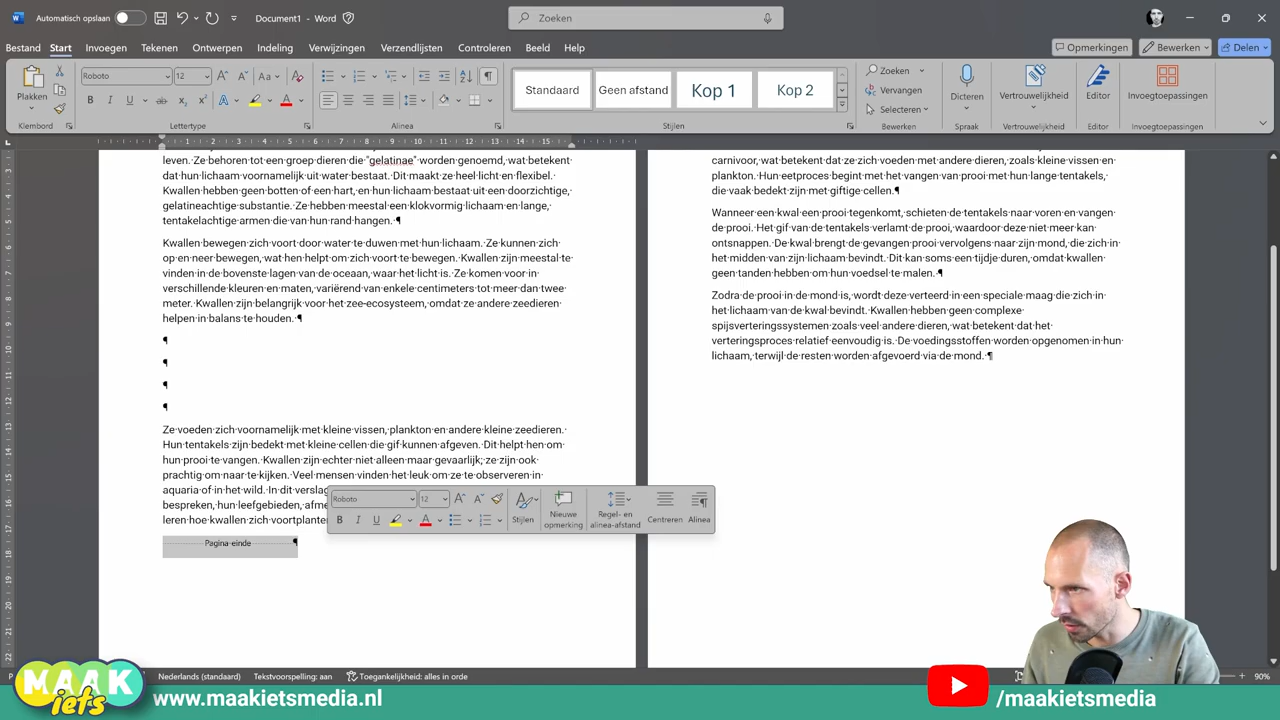 Automatisch opslaan
Document1 - Word
Zoeken
Bestand Start Invoegen Tekenen Ontwerpen Indeling Verwijzingen Verzendlijsten Controleren Beeld Help
Opmerkingen Bewerken Delen
Plakken
Klembord
Roboto 12
Lettertype
Alinea
Standaard Geen afstand Kop 1 Kop 2
Stijlen
Zoeken
Vervangen
Selecteren
Bewerken
Dicteren
Spraak
Vertrouwelijkheid
Vertrouwelijkheid
Editor
Editor
Invoegtoepassingen
Invoegtoepassingen
leven. Ze behoren tot een groep dieren die "gelatinae" worden genoemd, wat betekent
dat hun lichaam voornamelijk uit water bestaat. Dit maakt ze heel licht en flexibel.
Kwallen hebben geen botten of een hart, en hun lichaam bestaat uit een doorzichtige,
gelatineachtige substantie. Ze hebben meestal een klokvormig lichaam en lange,
tentakelachtige armen die van hun rand hangen. ¶
Kwallen bewegen zich voort door water te duwen met hun lichaam. Ze kunnen zich
op en neer bewegen, wat hen helpt om zich voort te bewegen. Kwallen zijn meestal te
vinden in de bovenste lagen van de oceaan, waar het licht is. Ze komen voor in
verschillende kleuren en maten, variërend van enkele centimeters tot meer dan twee
meter. Kwallen zijn belangrijk voor het zee-ecosysteem, omdat ze andere zeedieren
helpen in balans te houden. ¶
¶
¶
¶
¶
Ze voeden zich voornamelijk met kleine vissen, plankton en andere kleine zeedieren.
Hun tentakels zijn bedekt met kleine cellen die gif kunnen afgeven. Dit helpt hen om
hun prooi te vangen. Kwallen zijn echter niet alleen maar gevaarlijk; ze zijn ook
prachtig om naar te kijken. Veel mensen vinden het leuk om ze te observeren in
aquaria of in het wild. In dit verslag
bespreken, hun leefgebieden,
leren hoe kwallen zich voortplanten
Pagina-einde ¶
Roboto 12
Stijlen
Nieuwe opmerking
Regel- en alinea-afstand
Centreren
Alinea
carnivoor, wat betekent dat ze zich voeden met andere dieren, zoals kleine vissen en
plankton. Hun eetproces begint met het vangen van prooi met hun lange tentakels,
die vaak bedekt zijn met giftige cellen. ¶
Wanneer een kwal een prooi tegenkomt, schieten de tentakels naar voren en vangen
de prooi. Het gif van de tentakels verlamt de prooi, waardoor deze niet meer kan
ontsnappen. De kwal brengt de gevangen prooi vervolgens naar zijn mond, die zich in
het midden van zijn lichaam bevindt. Dit kan soms een tijdje duren, omdat kwallen
geen tanden hebben om hun voedsel te malen. ¶
Zodra de prooi in de mond is, wordt deze verteerd in een speciale maag die zich in
het lichaam van de kwal bevindt. Kwallen hebben geen complexe
spijsverteringssystemen zoals veel andere dieren, wat betekent dat het
verteringsproces relatief eenvoudig is. De voedingsstoffen worden opgenomen in hun
lichaam, terwijl de resten worden afgevoerd via de mond. ¶
Nederlands (standaard) Tekstvoorspelling: aan Toegankelijkheid: alles in orde
90%
MAAK
iets
www.maakietsmedia.nl
/maakietsmedia